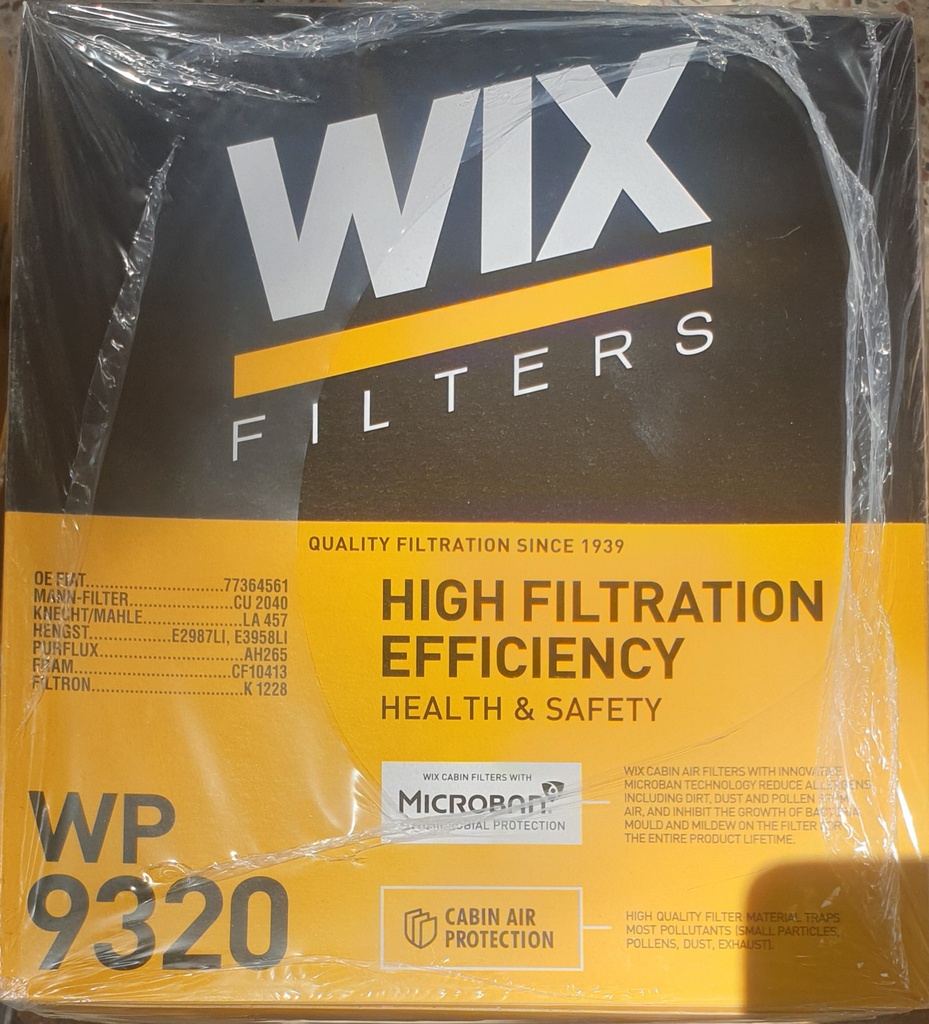 WIX
FILTERS
QUALITY FILTRATION SINCE 1939
OE FIAT..............................77364561
MANN-FILTER.......................CU 2040
KNECHT/MAHLE......................LA 457
HENGST..................E2987LI, E3958LI
PURFLUX................................AH265
FRAM..................................CF10413
FILTRON.................................K 1228
HIGH FILTRATION
EFFICIENCY
HEALTH & SAFETY
WIX CABIN FILTERS WITH
MICROBAN
ANTIMICROBIAL PROTECTION
WIX CABIN AIR FILTERS WITH INNOVATIVE
MICROBAN TECHNOLOGY REDUCE ALLERGENS
INCLUDING DIRT, DUST AND POLLEN FROM
AIR, AND INHIBIT THE GROWTH OF BACTERIA
MOULD AND MILDEW ON THE FILTER FOR
THE ENTIRE PRODUCT LIFETIME.
WP
9320
CABIN AIR
PROTECTION
HIGH QUALITY FILTER MATERIAL TRAPS
MOST POLLUTANTS (SMALL PARTICLES,
POLLENS, DUST, EXHAUST).